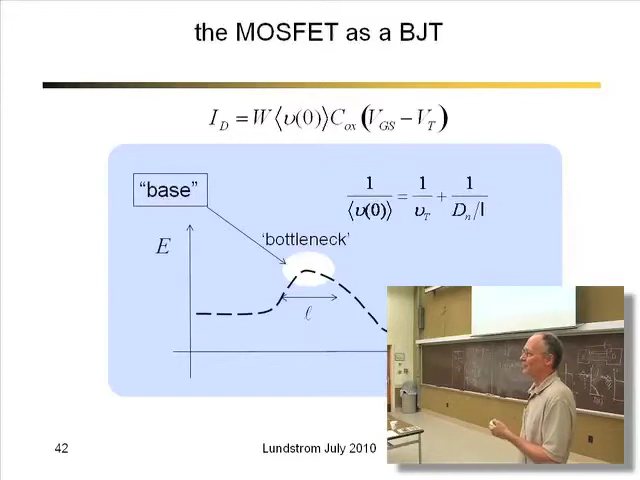 the MOSFET as a BJT
I_D = W⟨υ(0)⟩C_ox (V_GS − V_T)
"base"
1/⟨υ(0)⟩ = 1/υ_T + 1/(D_n/l)
E
'bottleneck'
ℓ
42
Lundstrom July 2010